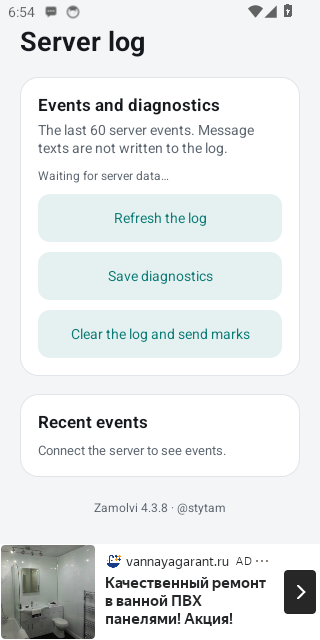 6:54
Server log
Events and diagnostics
The last 60 server events. Message
texts are not written to the log.
Waiting for server data…
Refresh the log
Save diagnostics
Clear the log and send marks
Recent events
Connect the server to see events.
Zamolvi 4.3.8 · @stytam
vannayagarant.ru AD ···
Качественный ремонт
в ванной ПВХ
панелями! Акция!